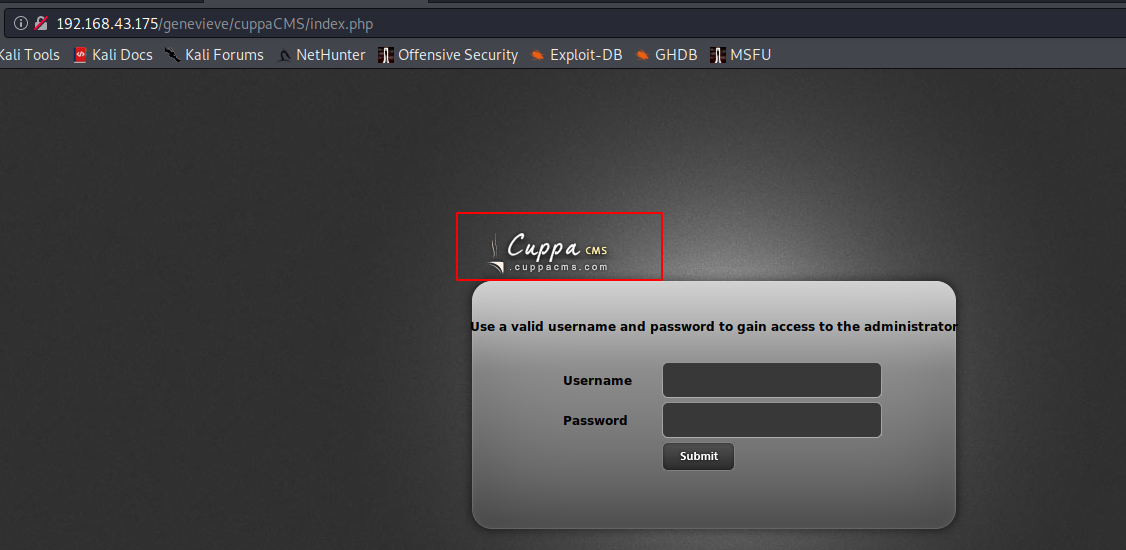 192.168.43.175/genevieve/cuppaCMS/index.php
Kali Tools Kali Docs Kali Forums NetHunter Offensive Security Exploit-DB GHDB MSFU
Cuppa CMS
.cuppacms.com
Use a valid username and password to gain access to the administrator
Username
Password
Submit